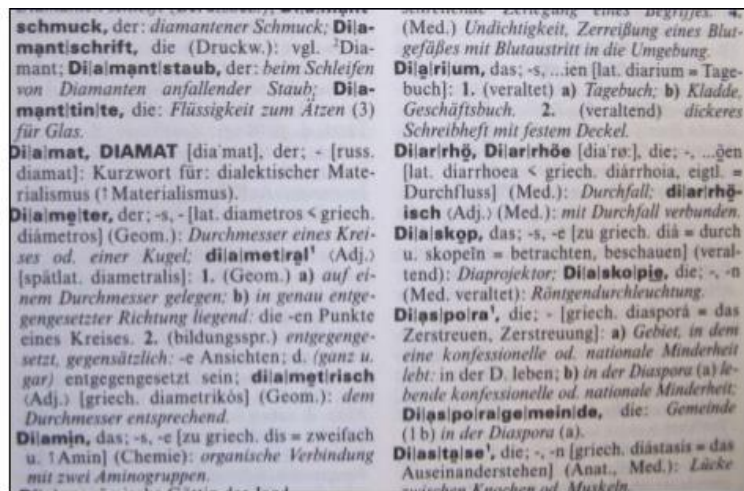 schmuck, der: diamantener Schmuck; Di|a-
mant|schrift, die (Druckw.): vgl. ²Dia-
mant; Di|a|mant|staub, der: beim Schleifen
von Diamanten anfallender Staub; Di|a-
mant|tin|te, die: Flüssigkeit zum Ätzen (3)
für Glas.
Di|a|mat, DIAMAT [dia'mat], der; - [russ.
diamat]: Kurzwort für: dialektischer Mate-
rialismus (↑Materialismus).
Di|a|me|ter, der; -s, - [lat. diametros < griech.
diámetros] (Geom.): Durchmesser eines Krei-
ses od. einer Kugel; di|a|me|tral¹ ⟨Adj.⟩
[spätlat. diametralis]: 1. (Geom.) a) auf ei-
nem Durchmesser gelegen; b) in genau entge-
gengesetzter Richtung liegend: die -en Punkte
eines Kreises. 2. (bildungsspr.) entgegenge-
setzt, gegensätzlich: -e Ansichten; d. (ganz u.
gar) entgegengesetzt sein; di|a|me|trisch
⟨Adj.⟩ [griech. diametrikós] (Geom.): dem
Durchmesser entsprechend.
Di|a|min, das; -s, -e [zu griech. dis = zweifach
u. ↑Amin] (Chemie): organische Verbindung
mit zwei Aminogruppen.
(Med.) Undichtigkeit, Zerreißung eines Blut-
gefäßes mit Blutaustritt in die Umgebung.
Di|a|ri|um, das; -s, ...ien [lat. diarium = Tage-
buch]: 1. (veraltet) a) Tagebuch; b) Kladde,
Geschäftsbuch. 2. (veraltend) dickeres
Schreibheft mit festem Deckel.
Di|ar|rhö, Di|ar|rhöe [dia'rø:], die; -, ...öen
[lat. diarrhoea < griech. diárrhoia, eigtl. =
Durchfluss] (Med.): Durchfall; di|ar|rhö-
isch ⟨Adj.⟩ (Med.): mit Durchfall verbunden.
Di|a|skop, das; -s, -e [zu griech. diá = durch
u. skopeīn = betrachten, beschauen] (veral-
tend): Diaprojektor; Di|a|sko|pie, die; -, -n
(Med. veraltet): Röntgendurchleuchtung.
Di|as|po|ra¹, die; - [griech. diasporá = das
Zerstreuen, Zerstreuung]: a) Gebiet, in dem
eine konfessionelle od. nationale Minderheit
lebt: in der D. leben; b) in der Diaspora (a) le-
bende konfessionelle od. nationale Minderheit;
Di|as|po|ra|ge|mein|de, die: Gemeinde
(1 b) in der Diaspora (a).
Di|as|ta|se¹, die; -, -n [griech. diástasis = das
Auseinanderstehen] (Anat., Med.): Lücke
zwischen Knochen od. Muskeln.